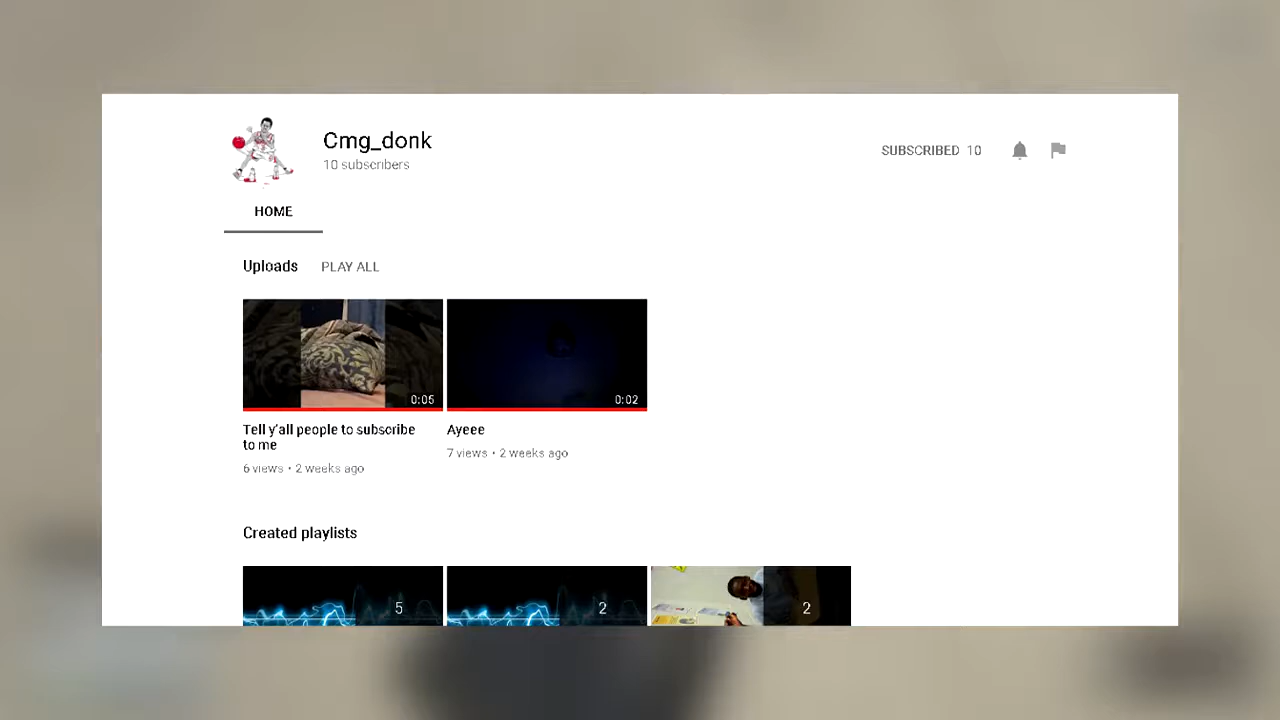 Cmg_donk
10 subscribers
SUBSCRIBED 10
HOME
Uploads PLAY ALL
0:05
0:02
Tell y'all people to subscribe
to me
6 views • 2 weeks ago
Ayeee
7 views • 2 weeks ago
Created playlists
5
2
2